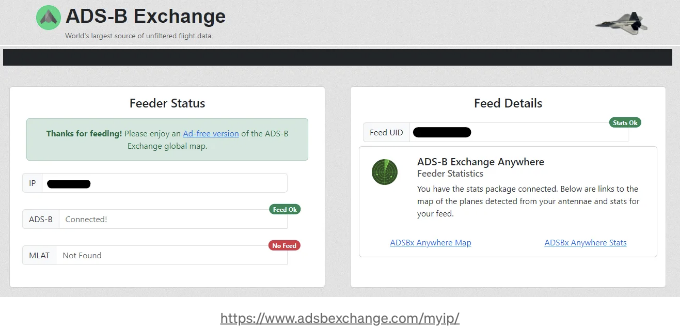 ADS-B Exchange
World's largest source of unfiltered flight data.
Feeder Status
Thanks for feeding! Please enjoy an Ad-free version of the ADS-B
Exchange global map.
IP
Feed Ok
ADS-B Connected!
No Feed
MLAT Not Found
Feed Details
Stats Ok
Feed UID
ADS-B Exchange Anywhere
Feeder Statistics
You have the stats package connected. Below are links to the
map of the planes detected from your antennae and stats for
your feed.
ADSBx Anywhere Map ADSBx Anywhere Stats
https://www.adsbexchange.com/myip/